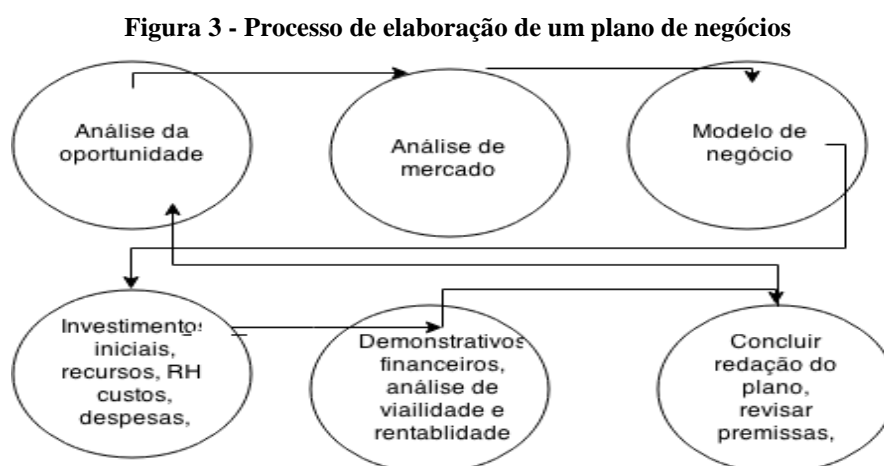 Figura 3 - Processo de elaboração de um plano de negócios
Análise da
oportunidade
Análise de
mercado
Modelo de
negócio
Investimentos
iniciais,
recursos, RH
custos,
despesas,
Demonstrativos
financeiros,
análise de
viailidade e
rentablidade
Concluir
redação do
plano,
revisar
premissas,